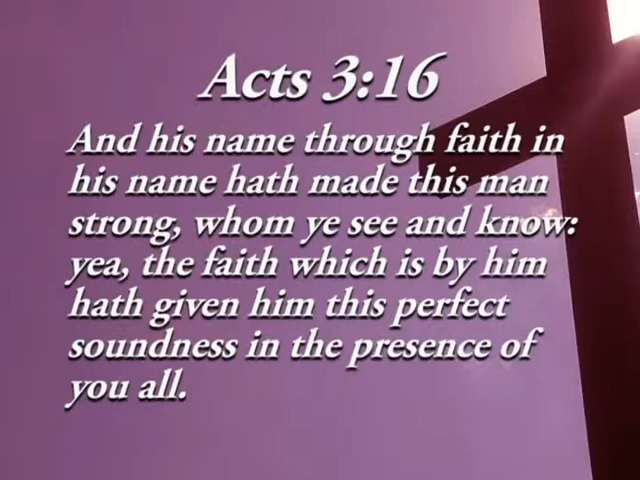 Acts 3:16
And his name through faith in
his name hath made this man
strong, whom ye see and know:
yea, the faith which is by him
hath given him this perfect
soundness in the presence of
you all.